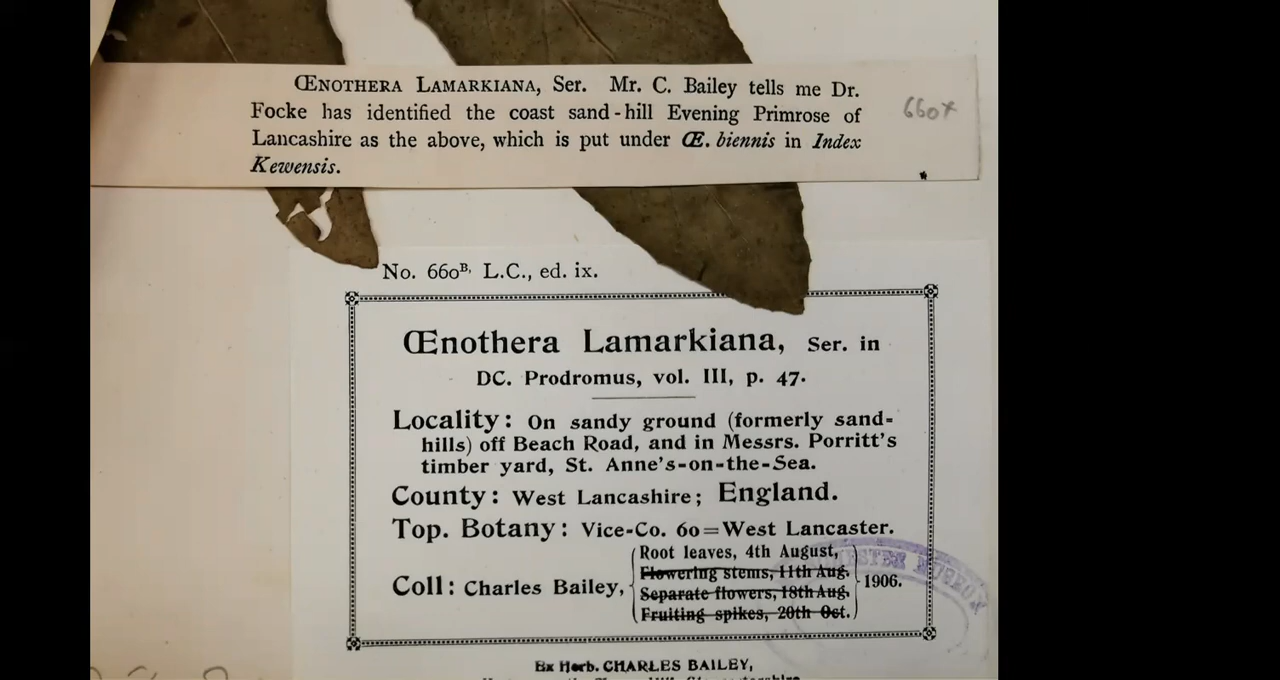 ŒNOTHERA LAMARKIANA, Ser. Mr. C. Bailey tells me Dr.
Focke has identified the coast sand-hill Evening Primrose of
Lancashire as the above, which is put under Œ. biennis in Index
Kewensis.
660*
No. 660B, L.C., ed. ix.
Œnothera Lamarkiana, Ser. in
DC. Prodromus, vol. III, p. 47.
Locality: On sandy ground (formerly sand-
hills) off Beach Road, and in Messrs. Porritt's
timber yard, St. Anne's-on-the-Sea.
County: West Lancashire; England.
Top. Botany: Vice-Co. 60=West Lancaster.
Root leaves, 4th August,
Flowering stems, 11th Aug.
Coll: Charles Bailey, 1906.
Separate flowers, 18th Aug.
Fruiting spikes, 20th Oct.
Ex Herb. CHARLES BAILEY,